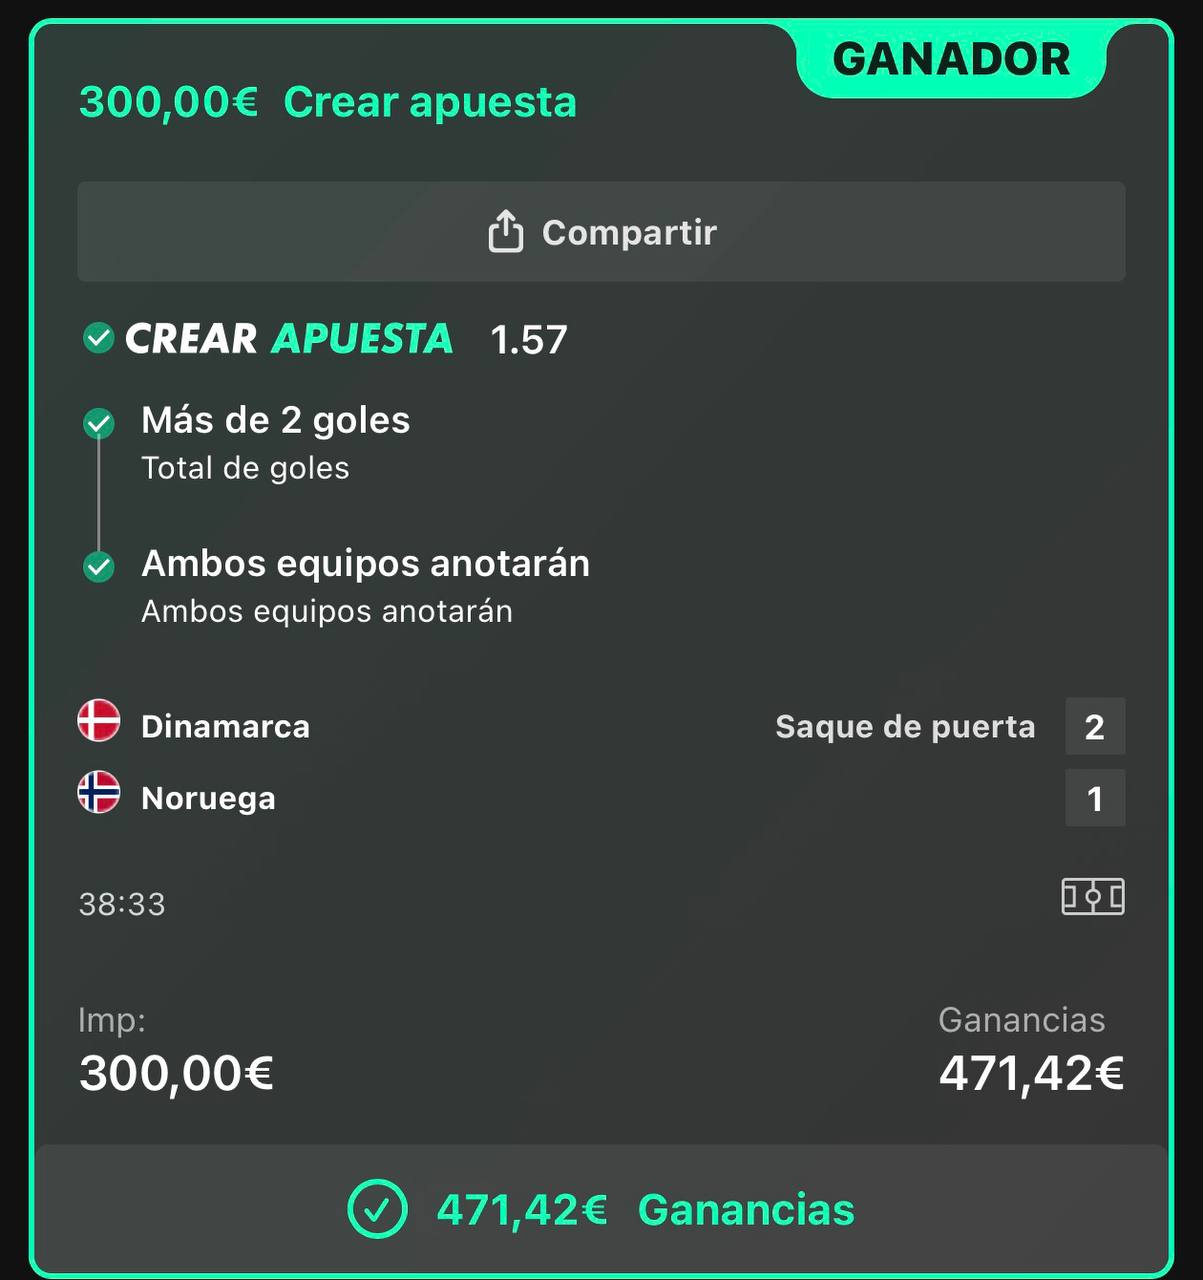 GANADOR
300,00€ Crear apuesta
Compartir
CREAR APUESTA 1.57
Más de 2 goles
Total de goles
Ambos equipos anotarán
Ambos equipos anotarán
Dinamarca Saque de puerta 2
Noruega 1
38:33
Imp: Ganancias
300,00€ 471,42€
471,42€ Ganancias